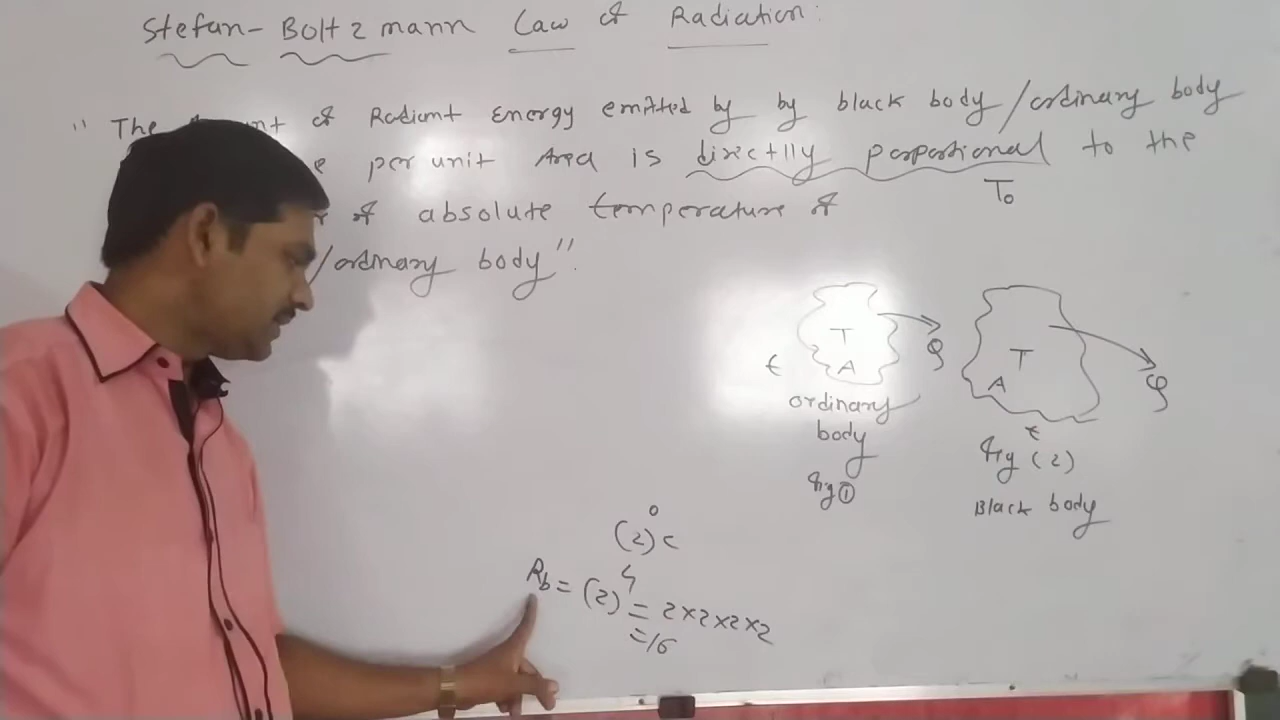 Stefan-Boltzmann Law of Radiation:
" The of Radiant Energy emitted by by black body/ordinary body
per unit Area is directlly proportional to the
of absolute temperature of
T₀
/ordinary body".
T
A
t
Q
ordinary
body
fig ①
T
A
t
Q
fig (2)
Black body
(2)°c
Rb = (2)⁴ = 2×2×2×2
=16